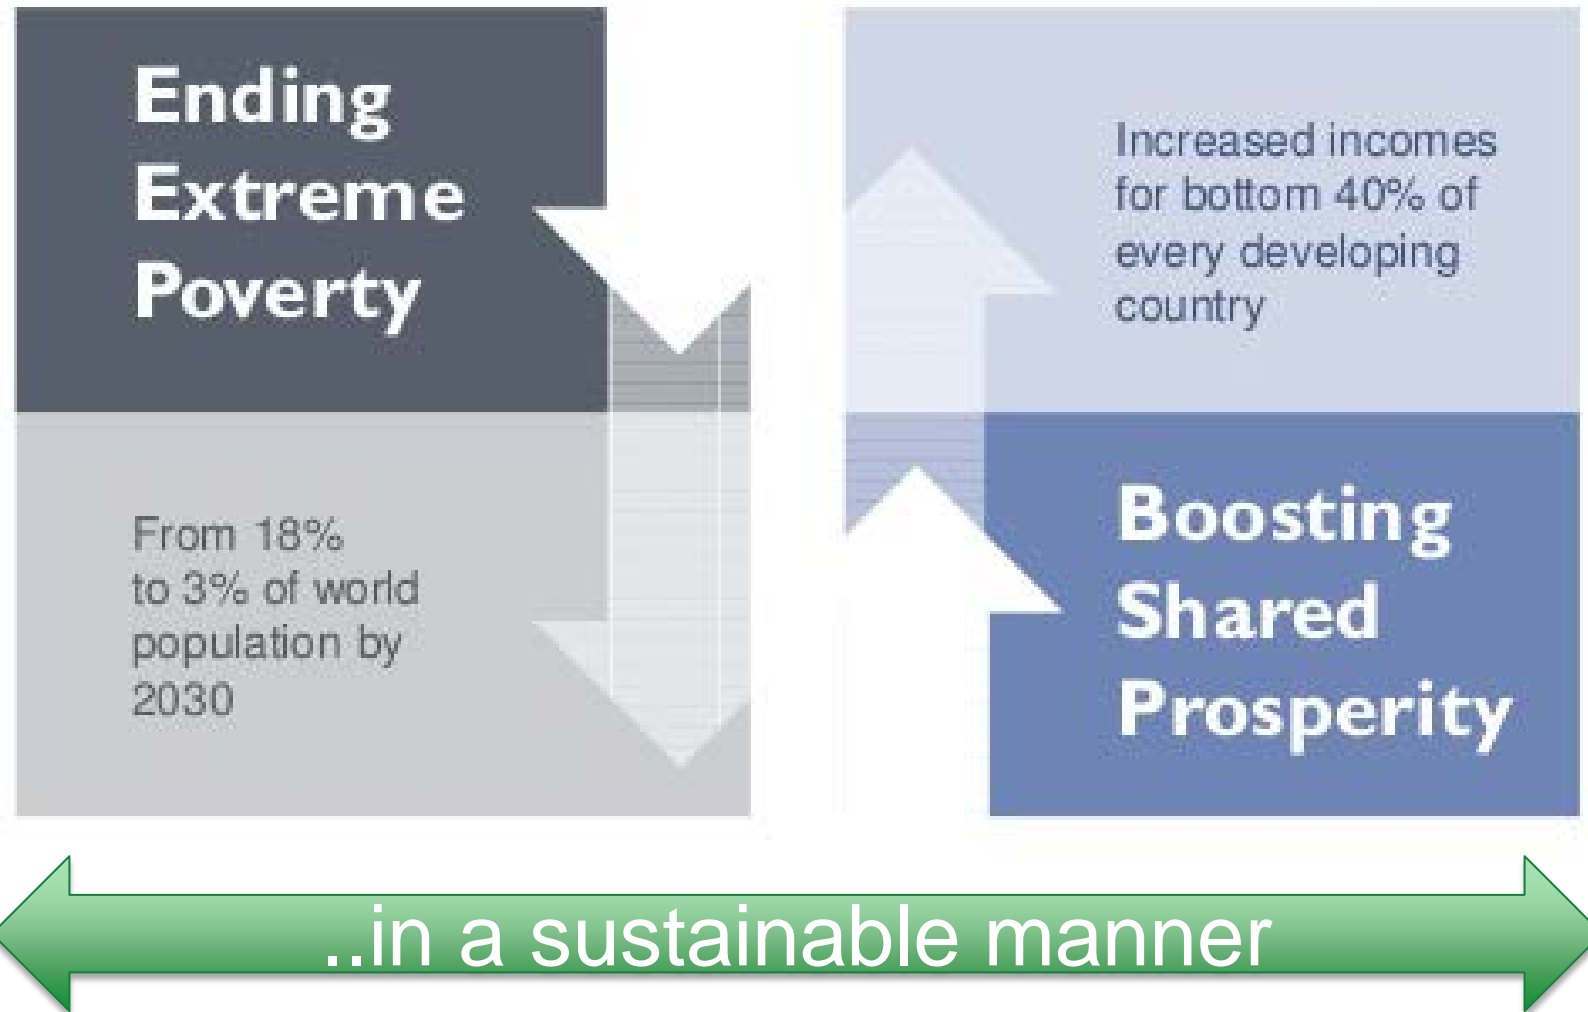 Ending
Extreme
Poverty
From 18%
to 3% of world
population by
2030
Increased incomes
for bottom 40% of
every developing
country
Boosting
Shared
Prosperity
..in a sustainable manner